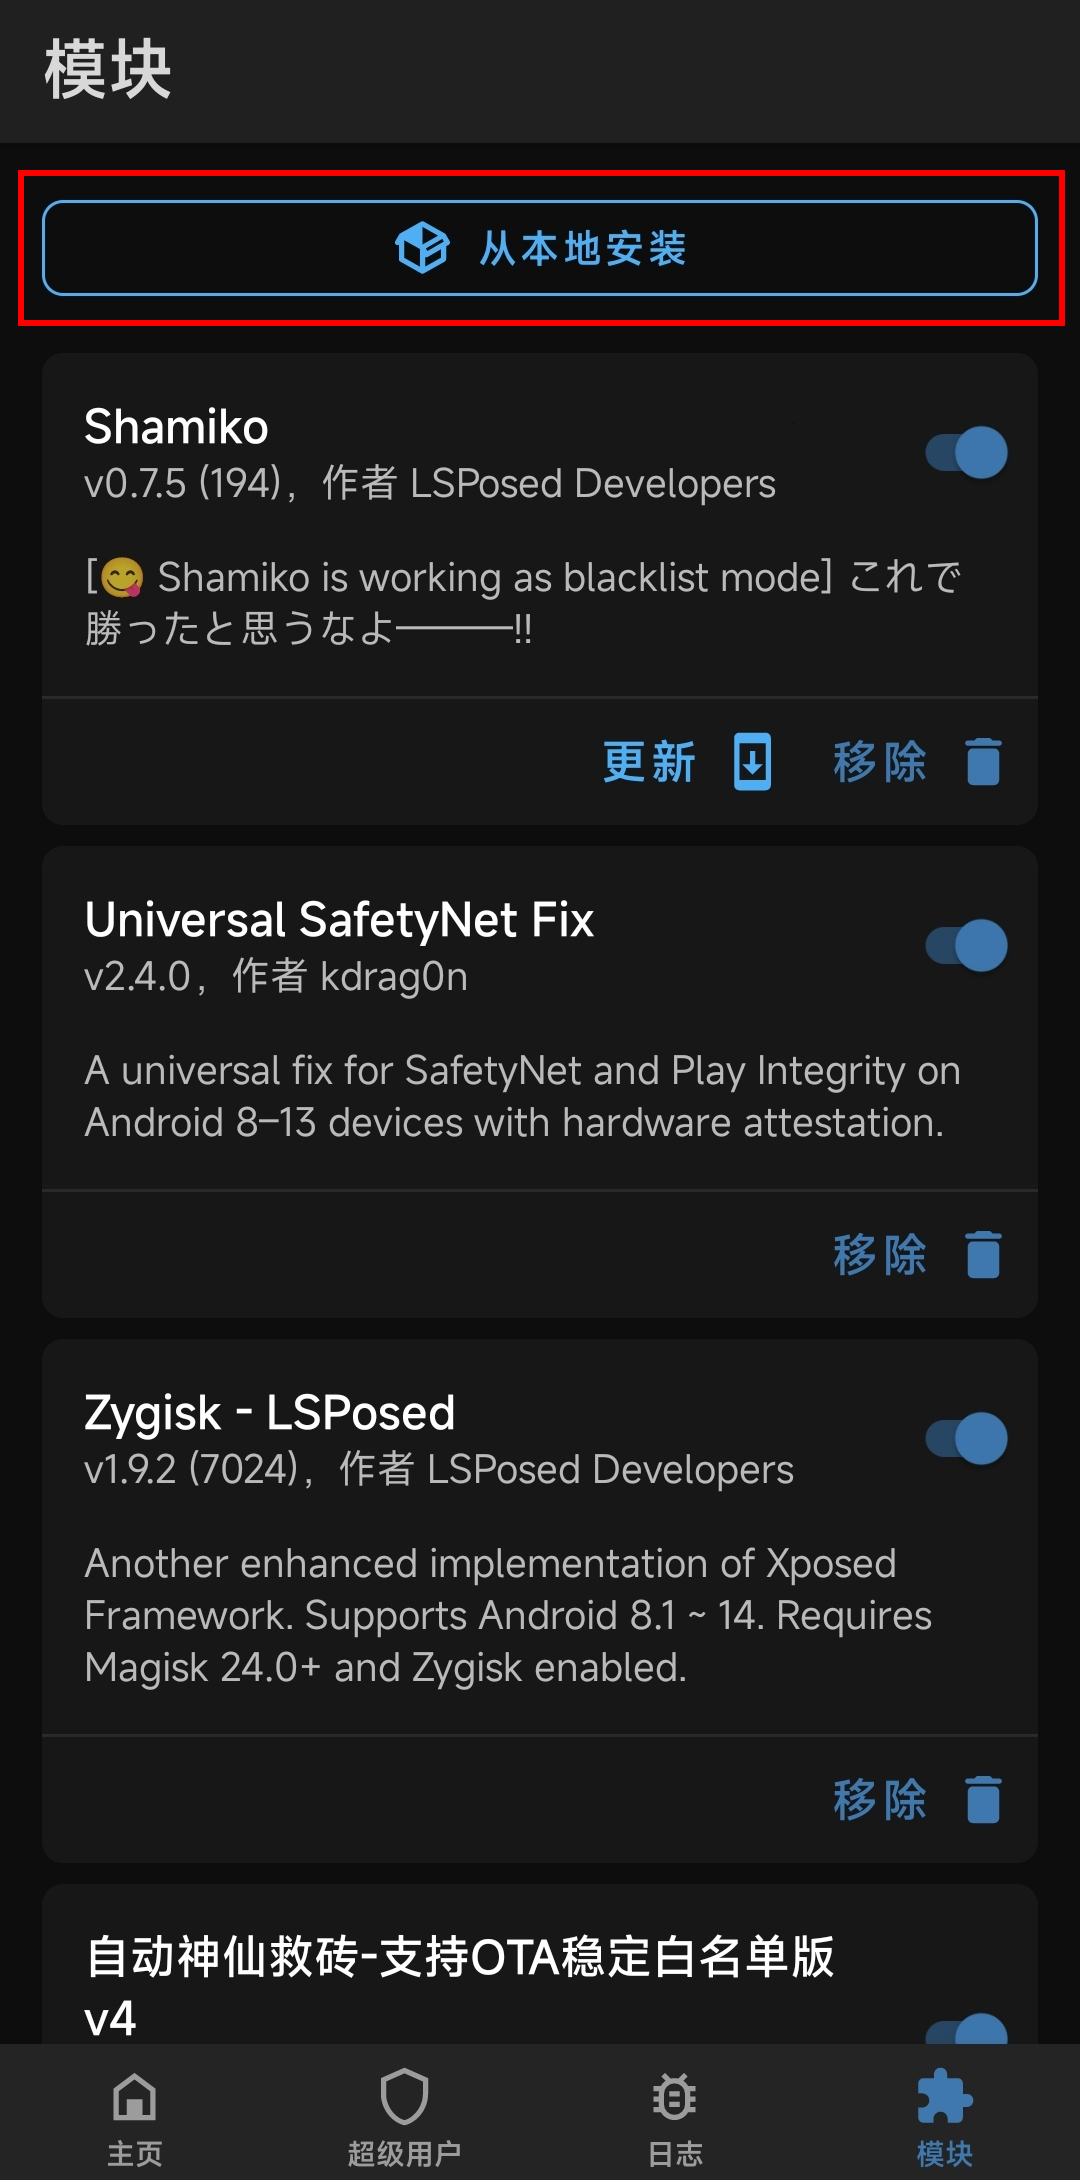 模块
从本地安装
Shamiko
v0.7.5 (194)，作者 LSPosed Developers
[😋 Shamiko is working as blacklist mode] これで
勝ったと思うなよ———!!
更新 移除
Universal SafetyNet Fix
v2.4.0，作者 kdrag0n
A universal fix for SafetyNet and Play Integrity on
Android 8–13 devices with hardware attestation.
移除
Zygisk - LSPosed
v1.9.2 (7024)，作者 LSPosed Developers
Another enhanced implementation of Xposed
Framework. Supports Android 8.1 ~ 14. Requires
Magisk 24.0+ and Zygisk enabled.
移除
自动神仙救砖-支持OTA稳定白名单版
v4
主页 超级用户 日志 模块